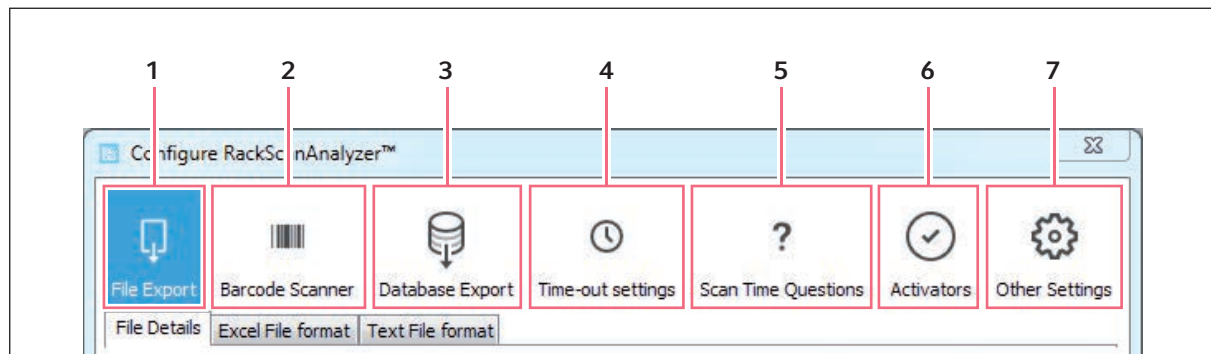 1 2 3 4 5 6 7
Configure RackScanAnalyzer™
File Export Barcode Scanner Database Export Time-out settings Scan Time Questions Activators Other Settings
File Details Excel File format Text File format